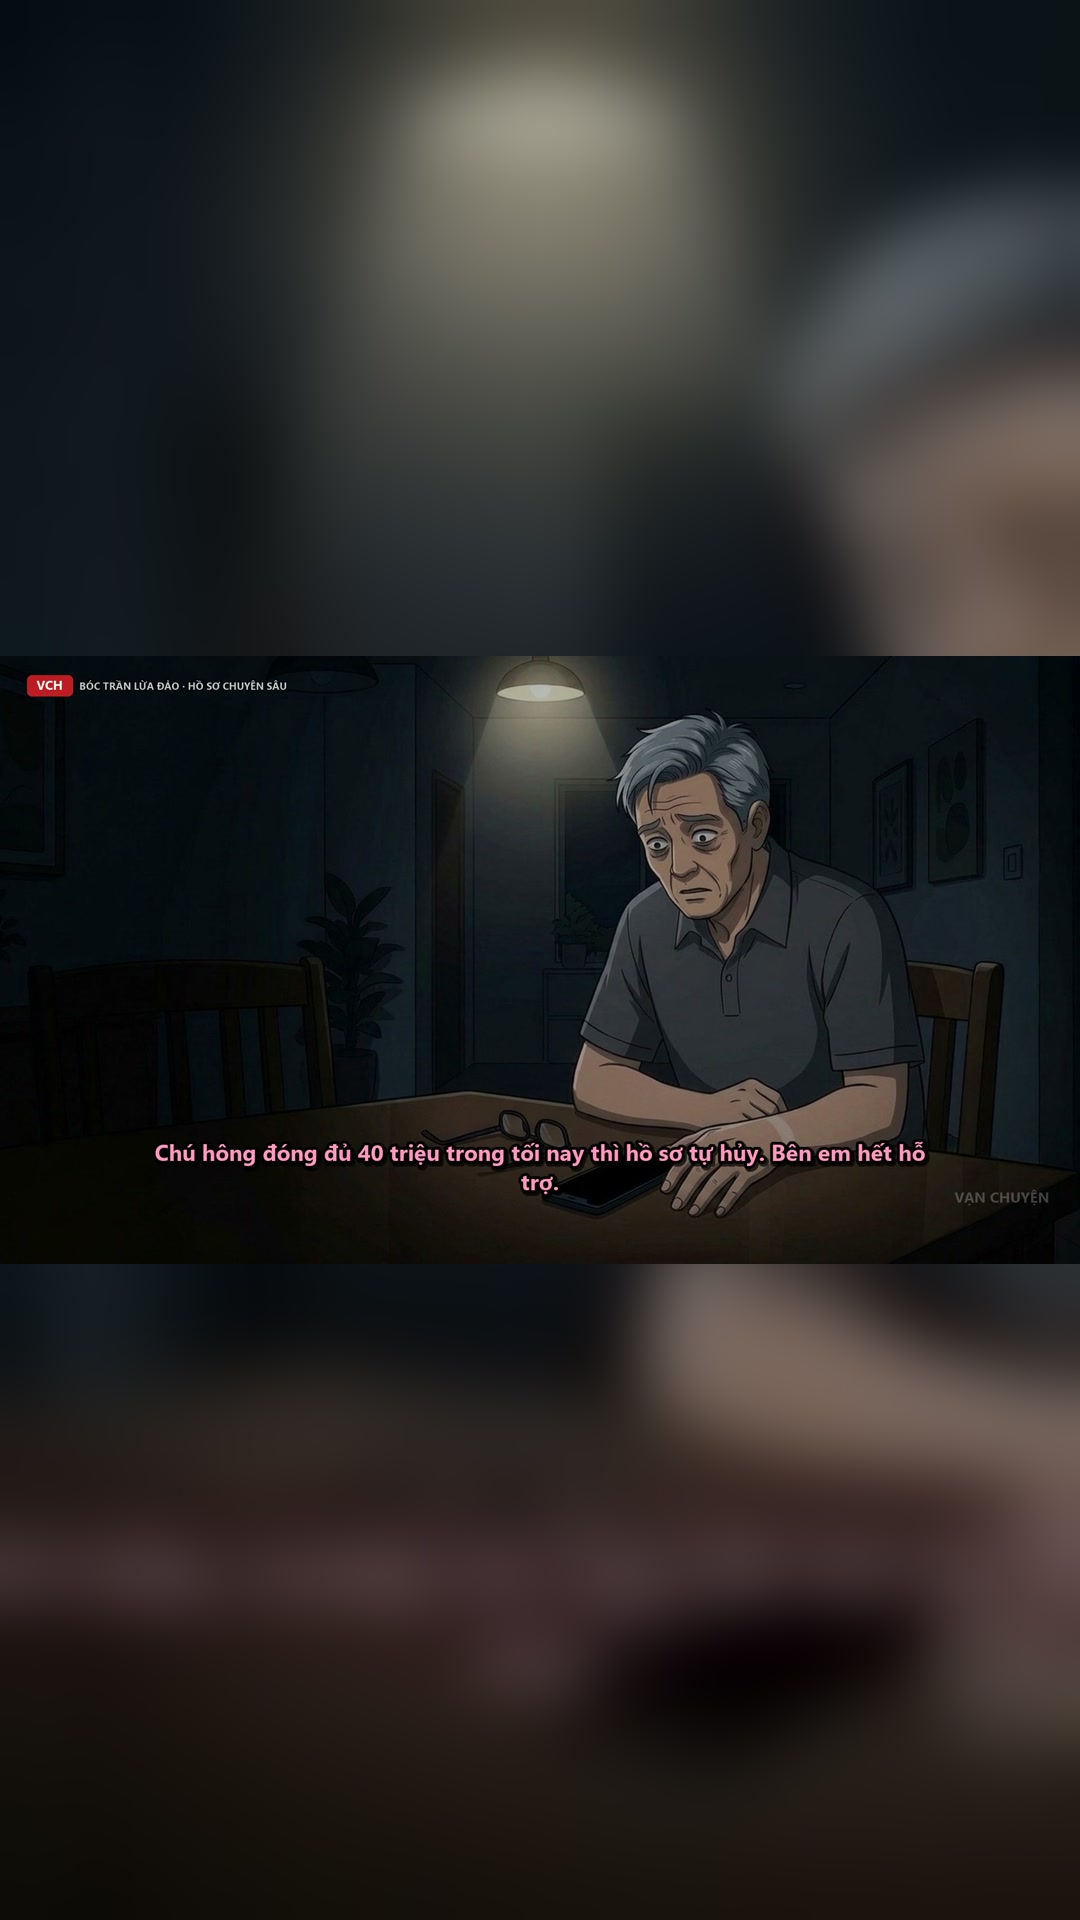 VCH BÓC TRẦN LỪA ĐẢO · HỒ SƠ CHUYÊN SÂU
Chú hông đóng đủ 40 triệu trong tối nay thì hồ sơ tự hủy. Bên em hết hỗ
trợ.
VẠN CHUYỆN